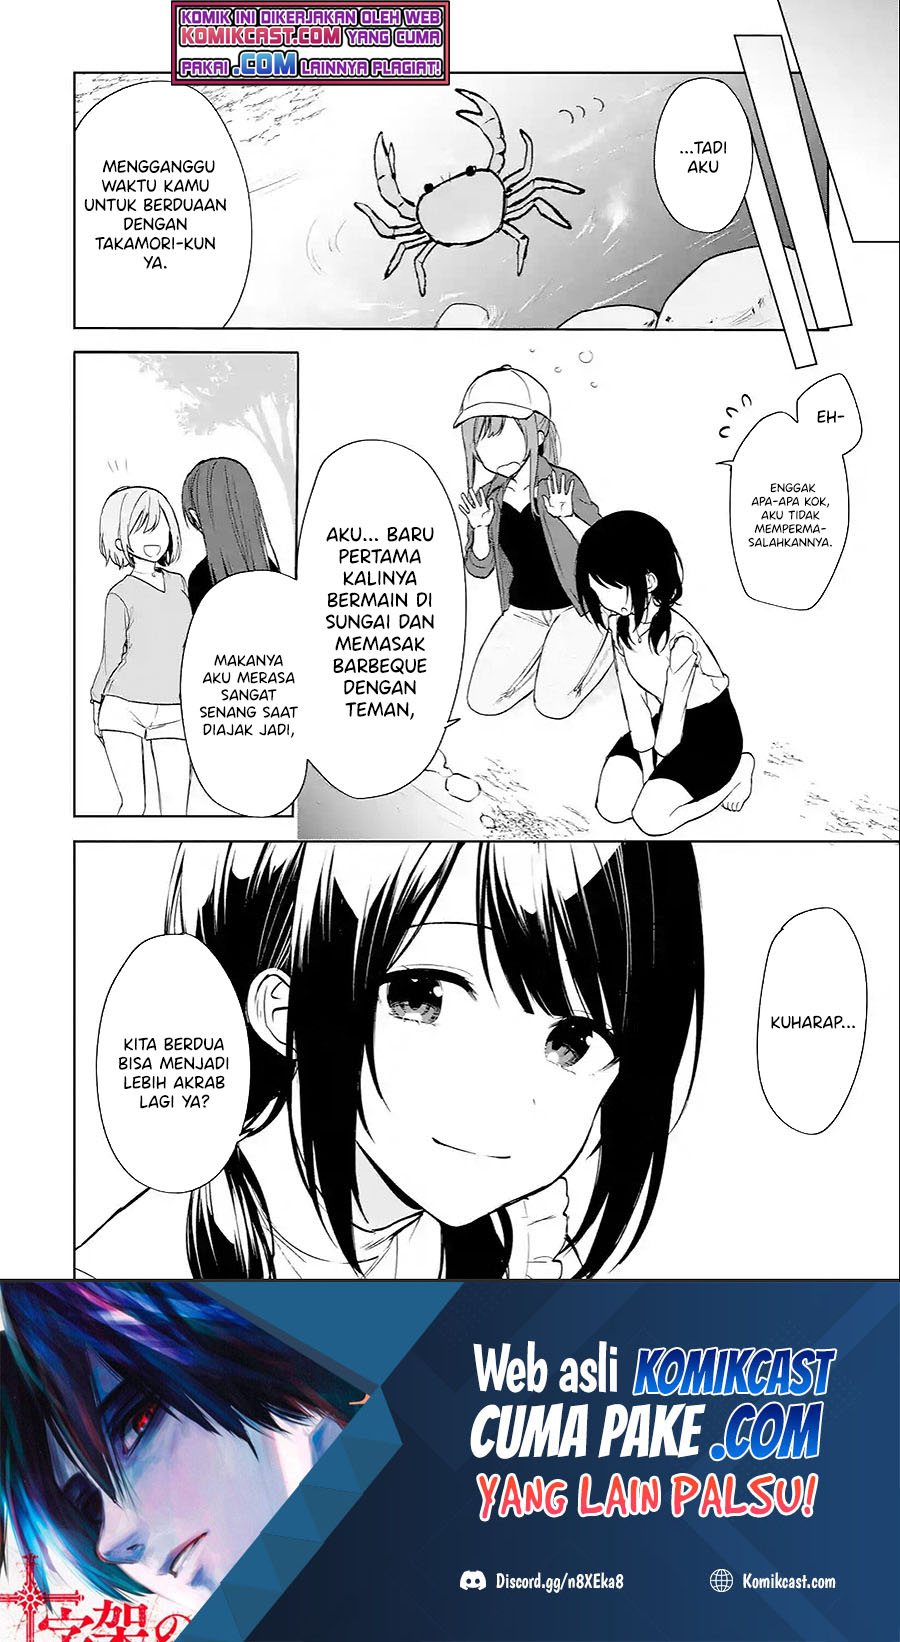 KOMIK INI DIKERJAKAN OLEH WEB
KOMIKCAST.COM YANG CUMA
PAKAI .COM LAINNYA PLAGIAT!
...TADI
AKU
MENGGANGGU
WAKTU KAMU
UNTUK BERDUAAN
DENGAN
TAKAMORI-KUN
YA.
EH-
ENGGAK
APA-APA KOK,
AKU TIDAK
MEMPERMA-
SALAHKANNYA.
AKU... BARU
PERTAMA
KALINYA
BERMAIN DI
SUNGAI DAN
MEMASAK
BARBEQUE
DENGAN
TEMAN,
MAKANYA
AKU MERASA
SANGAT
SENANG SAAT
DIAJAK JADI,
KUHARAP...
KITA BERDUA
BISA MENJADI
LEBIH AKRAB
LAGI YA?
Web asli KOMIKCAST
CUMA PAKE .COM
YANG LAIN PALSU!
Discord.gg/n8XEka8
Komikcast.com
十字架の